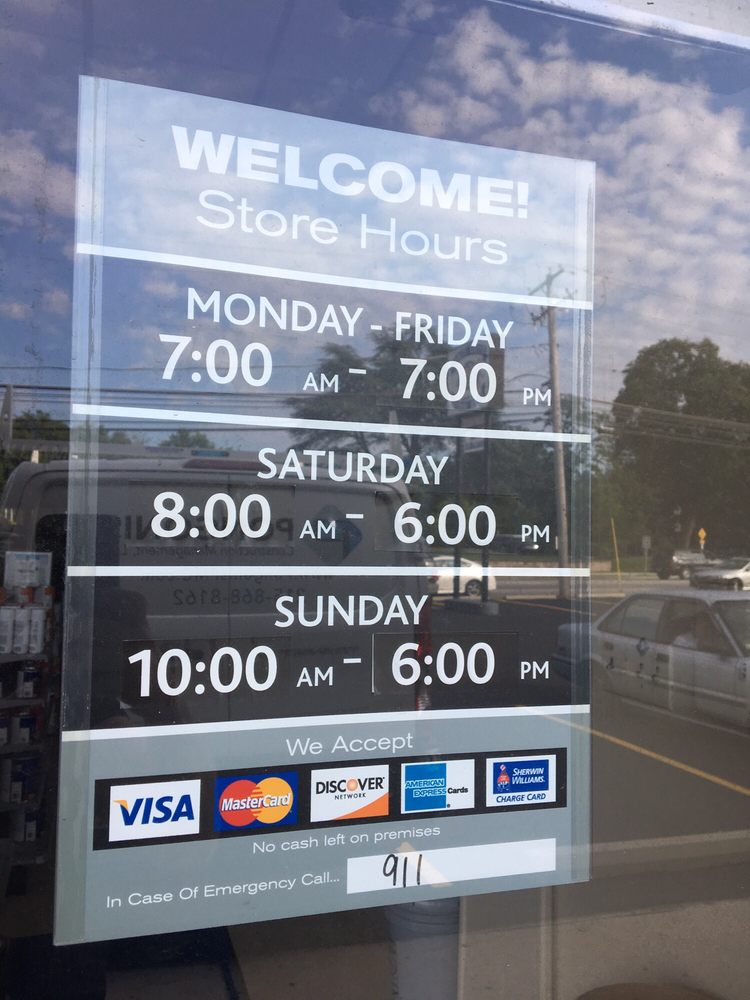 WELCOME!
Store Hours
MONDAY - FRIDAY
7:00 AM - 7:00 PM
SATURDAY
8:00 AM - 6:00 PM
SUNDAY
10:00 AM - 6:00 PM
We Accept
VISA
MasterCard
DISCOVER
NETWORK
AMERICAN
EXPRESS Cards
SHERWIN
WILLIAMS.
CHARGE CARD
No cash left on premises
In Case Of Emergency Call... 911